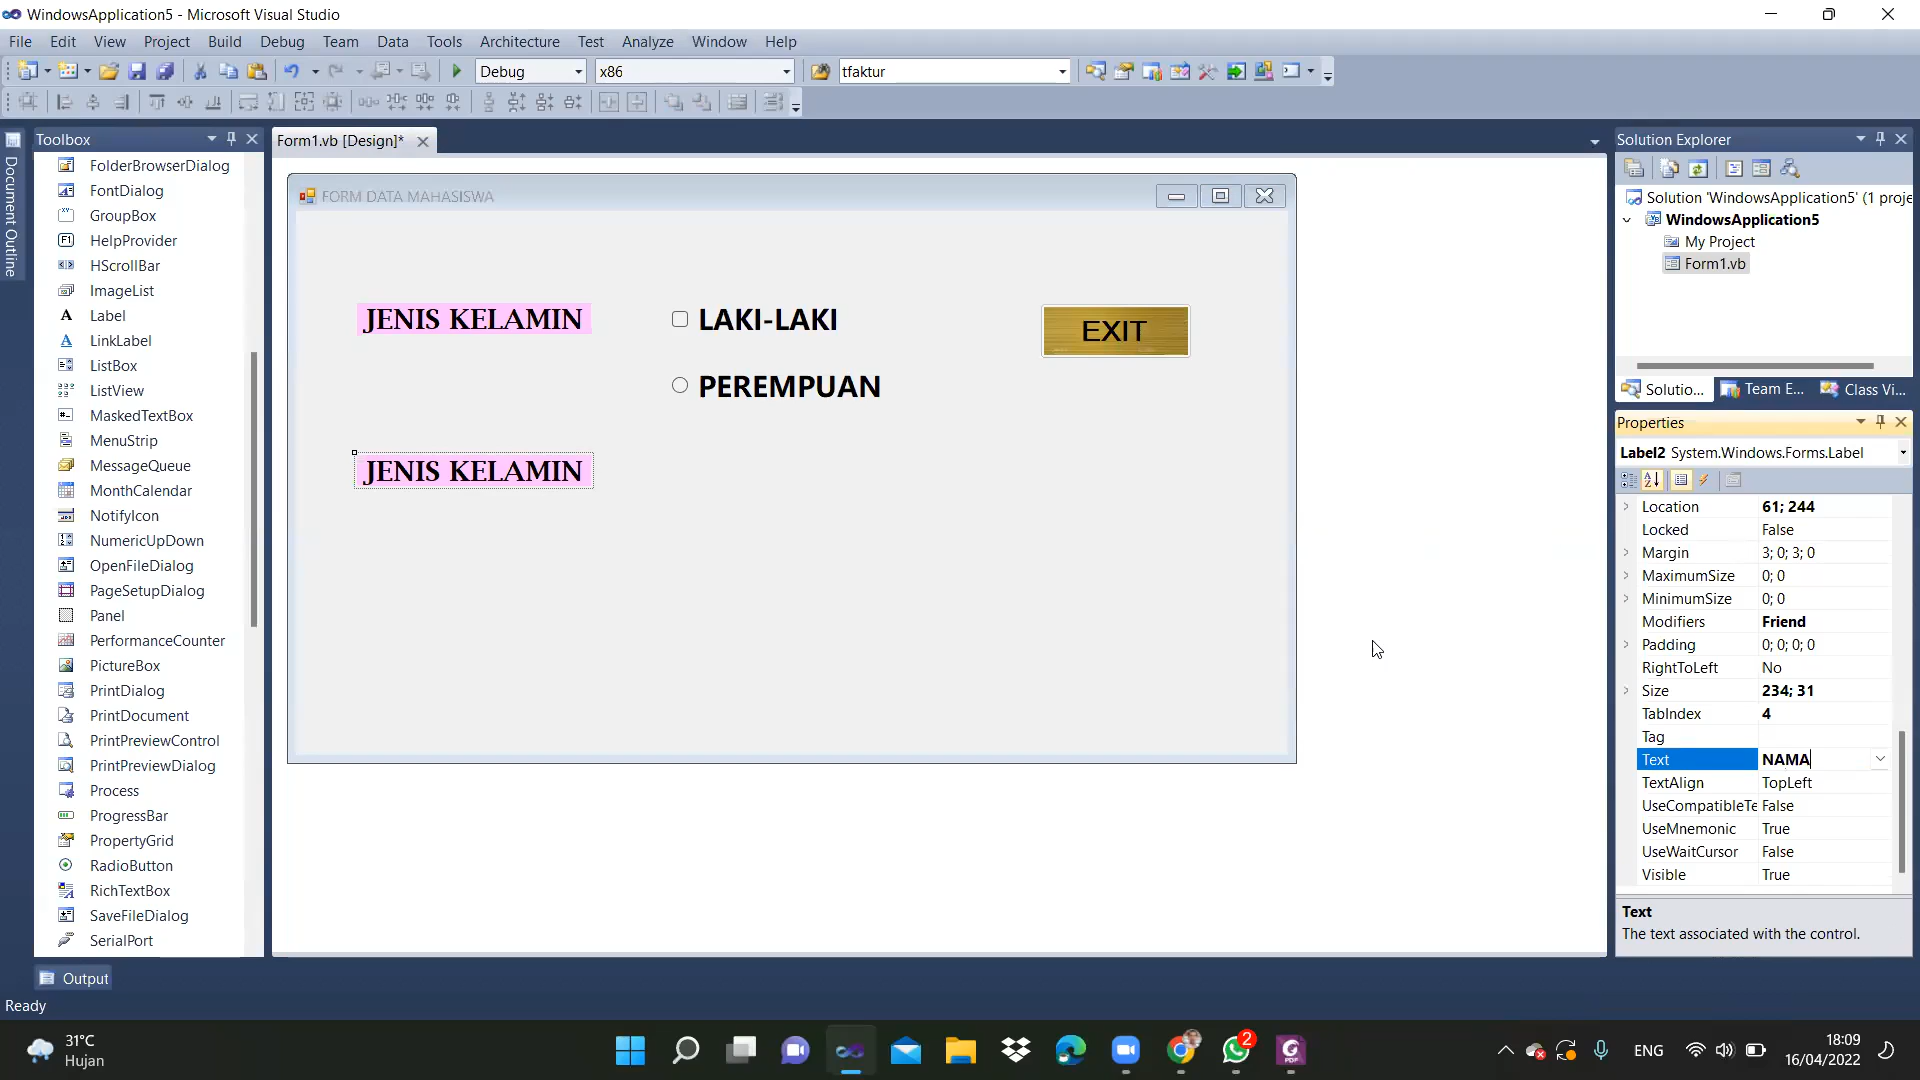 WindowsApplication5 - Microsoft Visual Studio
File Edit View Project Build Debug Team Data Tools Architecture Test Analyze Window Help
Debug x86 tfaktur
Document Outline
Toolbox
FolderBrowserDialog
FontDialog
GroupBox
HelpProvider
HScrollBar
ImageList
Label
LinkLabel
ListBox
ListView
MaskedTextBox
MenuStrip
MessageQueue
MonthCalendar
NotifyIcon
NumericUpDown
OpenFileDialog
PageSetupDialog
Panel
PerformanceCounter
PictureBox
PrintDialog
PrintDocument
PrintPreviewControl
PrintPreviewDialog
Process
ProgressBar
PropertyGrid
RadioButton
RichTextBox
SaveFileDialog
SerialPort
Form1.vb [Design]*
FORM DATA MAHASISWA
JENIS KELAMIN LAKI-LAKI EXIT
PEREMPUAN
JENIS KELAMIN
Solution Explorer
Solution 'WindowsApplication5' (1 proje
WindowsApplication5
My Project
Form1.vb
Solutio... Team E... Class Vi...
Properties
Label2 System.Windows.Forms.Label
Location 61; 244
Locked False
Margin 3; 0; 3; 0
MaximumSize 0; 0
MinimumSize 0; 0
Modifiers Friend
Padding 0; 0; 0; 0
RightToLeft No
Size 234; 31
TabIndex 4
Tag
Text NAMA
TextAlign TopLeft
UseCompatibleTe False
UseMnemonic True
UseWaitCursor False
Visible True
Text
The text associated with the control.
Output
Ready
31°C
Hujan
2
ENG
18:09
16/04/2022